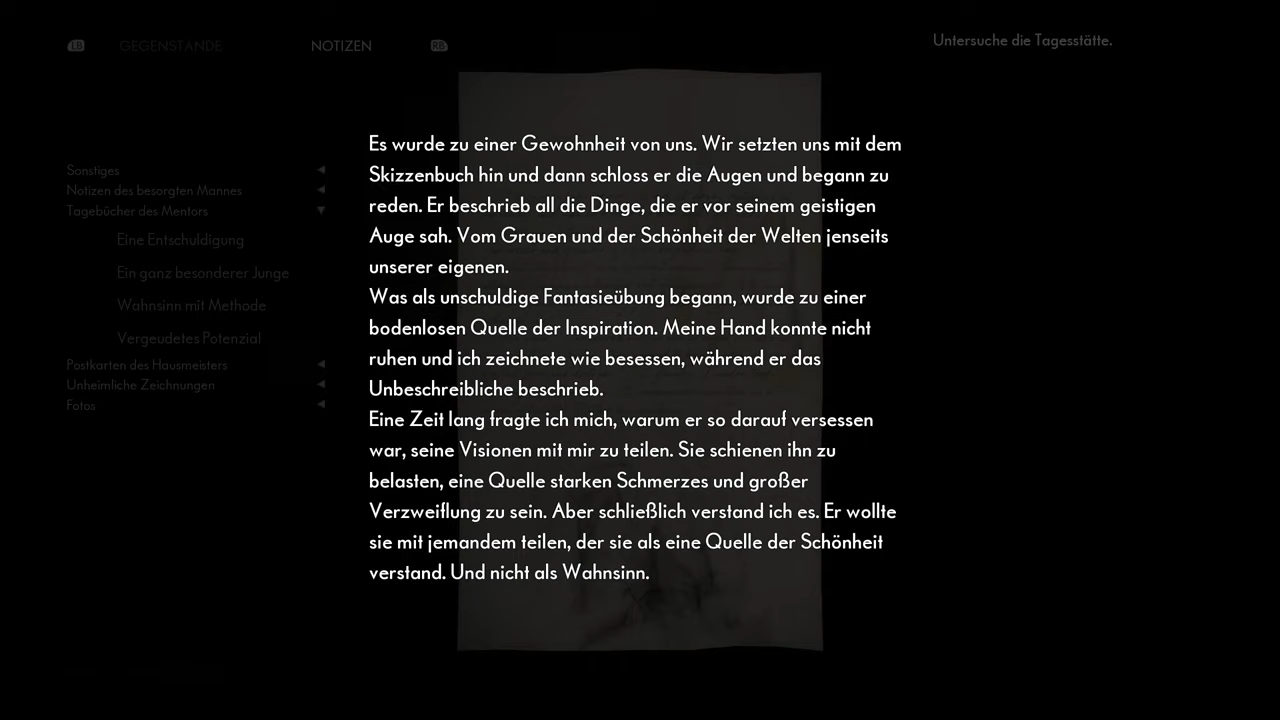 LB GEGENSTÄNDE NOTIZEN RB
Untersuche die Tagesstätte.
Sonstiges
Notizen des besorgten Mannes
Tagebücher des Mentors
Eine Entschuldigung
Ein ganz besonderer Junge
Wahnsinn mit Methode
Vergeudetes Potenzial
Postkarten des Hausmeisters
Unheimliche Zeichnungen
Fotos
Es wurde zu einer Gewohnheit von uns. Wir setzten uns mit dem
Skizzenbuch hin und dann schloss er die Augen und begann zu
reden. Er beschrieb all die Dinge, die er vor seinem geistigen
Auge sah. Vom Grauen und der Schönheit der Welten jenseits
unserer eigenen.
Was als unschuldige Fantasieübung begann, wurde zu einer
bodenlosen Quelle der Inspiration. Meine Hand konnte nicht
ruhen und ich zeichnete wie besessen, während er das
Unbeschreibliche beschrieb.
Eine Zeit lang fragte ich mich, warum er so darauf versessen
war, seine Visionen mit mir zu teilen. Sie schienen ihn zu
belasten, eine Quelle starken Schmerzes und großer
Verzweiflung zu sein. Aber schließlich verstand ich es. Er wollte
sie mit jemandem teilen, der sie als eine Quelle der Schönheit
verstand. Und nicht als Wahnsinn.